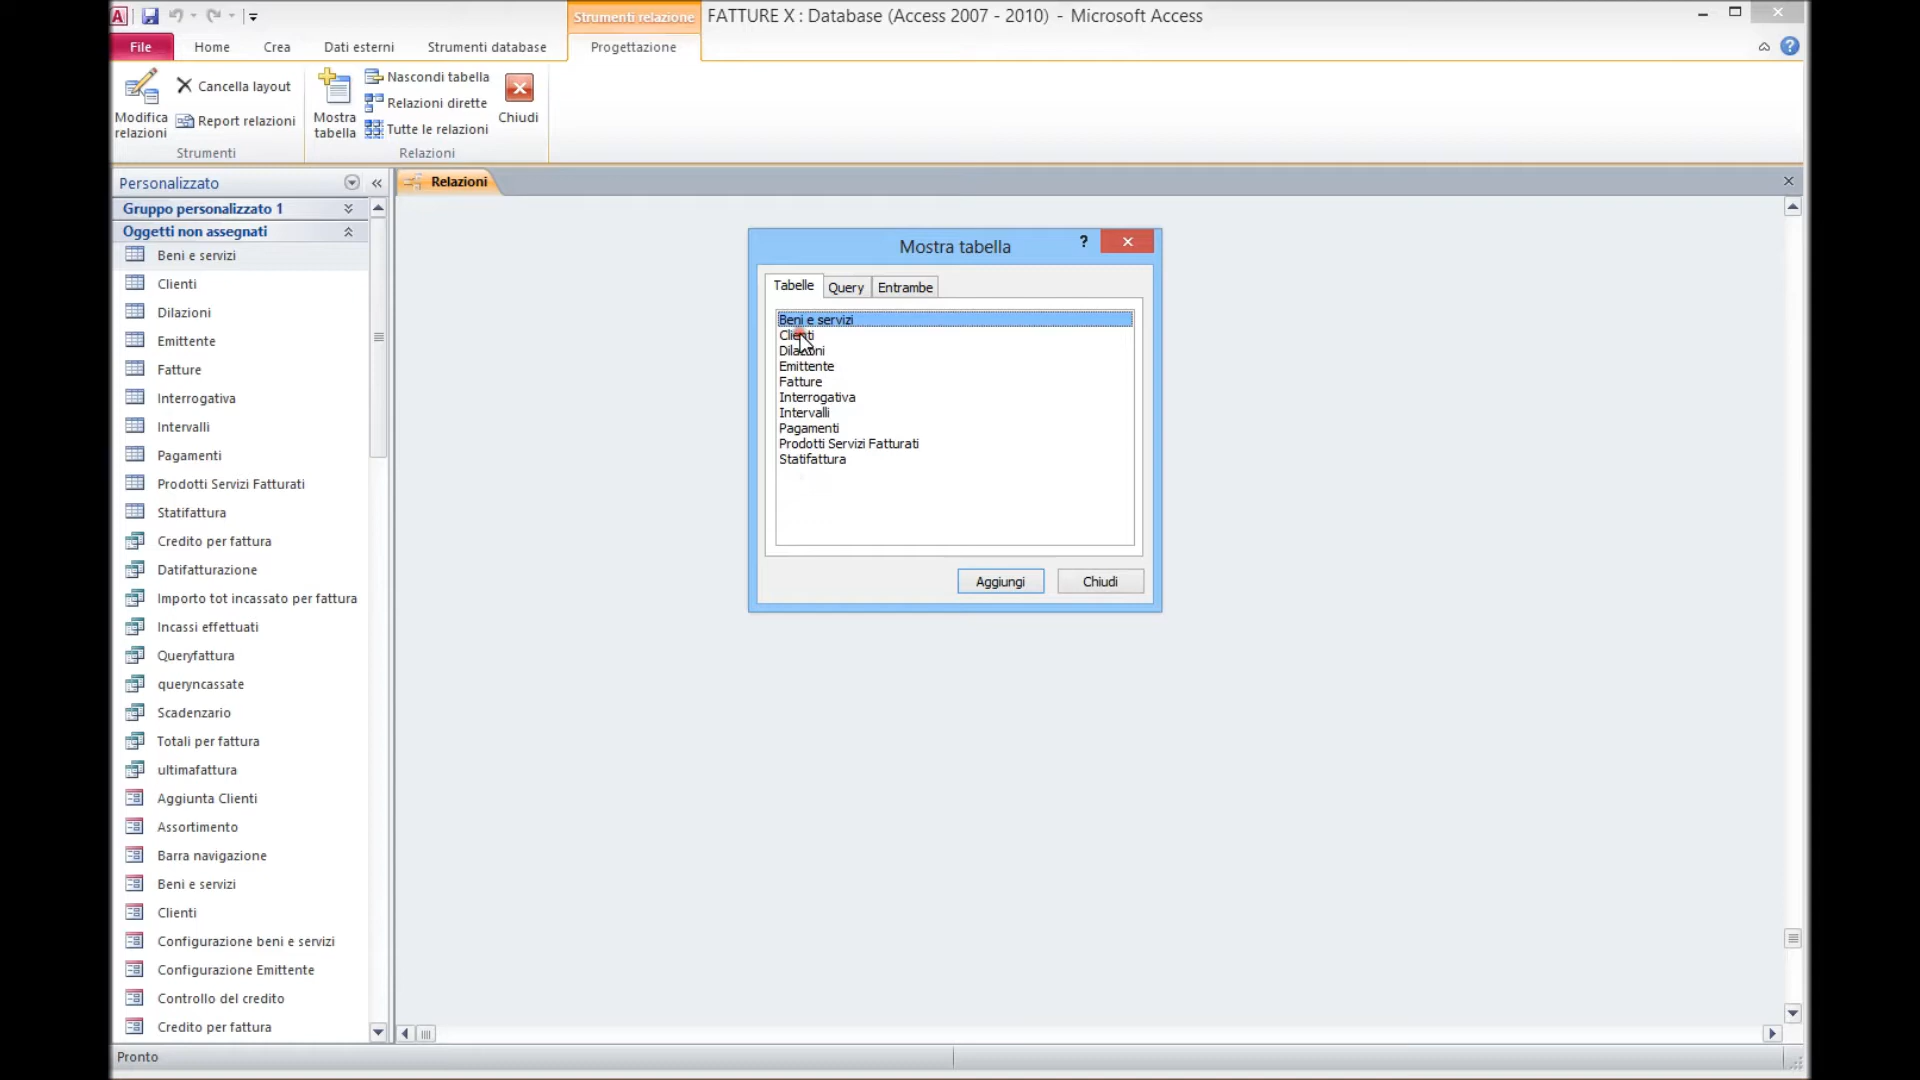 Strumenti relazione
FATTURE X : Database (Access 2007 - 2010) - Microsoft Access
File
Home
Crea
Dati esterni
Strumenti database
Progettazione
Modifica relazioni
Cancella layout
Report relazioni
Strumenti
Mostra tabella
Nascondi tabella
Relazioni dirette
Tutte le relazioni
Chiudi
Relazioni
Personalizzato
Gruppo personalizzato 1
Oggetti non assegnati
Beni e servizi
Clienti
Dilazioni
Emittente
Fatture
Interrogativa
Intervalli
Pagamenti
Prodotti Servizi Fatturati
Statifattura
Credito per fattura
Datifatturazione
Importo tot incassato per fattura
Incassi effettuati
Queryfattura
queryncassate
Scadenzario
Totali per fattura
ultimafattura
Aggiunta Clienti
Assortimento
Barra navigazione
Beni e servizi
Clienti
Configurazione beni e servizi
Configurazione Emittente
Controllo del credito
Credito per fattura
Relazioni
Mostra tabella
?
Tabelle
Query
Entrambe
Beni e servizi
Clienti
Dilazioni
Emittente
Fatture
Interrogativa
Intervalli
Pagamenti
Prodotti Servizi Fatturati
Statifattura
Aggiungi
Chiudi
Pronto